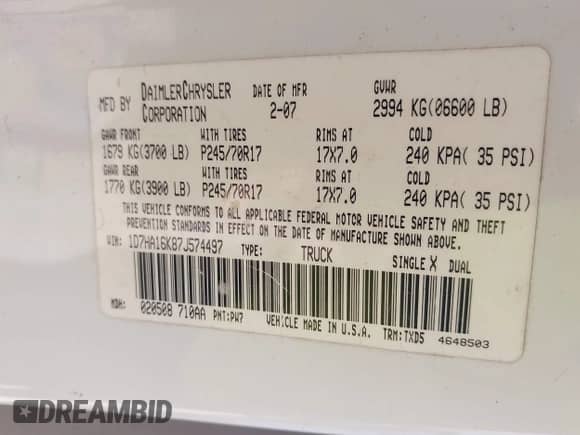 MFD BY DAIMLERCHRYSLER CORPORATION DATE OF MFR 2-07 GVWR 2994 KG(06600 LB)
GAWR FRONT WITH TIRES RIMS AT COLD
1679 KG(3700 LB) P245/70R17 17X7.0 240 KPA( 35 PSI)
GAWR REAR WITH TIRES RIMS AT COLD
1770 KG(3900 LB) P245/70R17 17X7.0 240 KPA( 35 PSI)
THIS VEHICLE CONFORMS TO ALL APPLICABLE FEDERAL MOTOR VEHICLE SAFETY AND THEFT
PREVENTION STANDARDS IN EFFECT ON THE DATE OF MANUFACTURE SHOWN ABOVE.
VIN: 1D7HA16K87J574497 TYPE: TRUCK SINGLE X DUAL
MDH: 020508 710AA PNT:PW7 VEHICLE MADE IN U.S.A. TRM:TXD5 4648503
DREAMBID